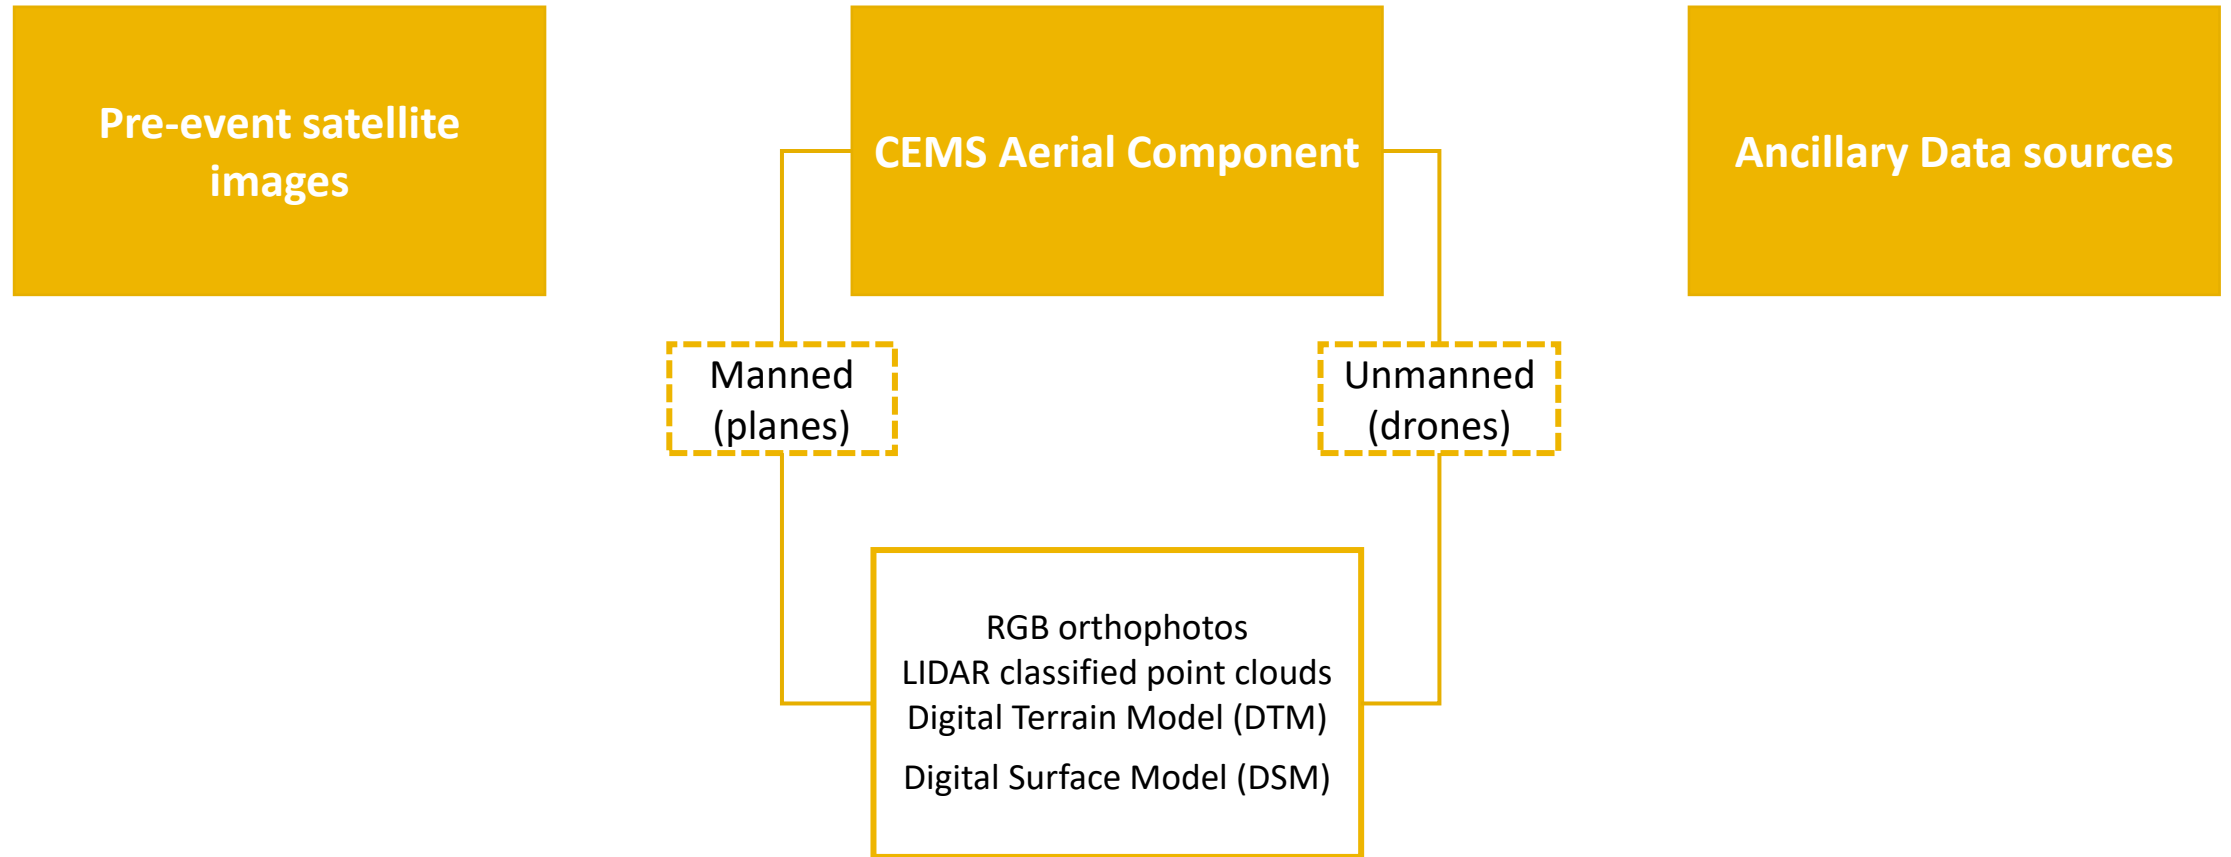 Pre-event satellite
images
CEMS Aerial Component
Ancillary Data sources
Manned
(planes)
Unmanned
(drones)
RGB orthophotos
LIDAR classified point clouds
Digital Terrain Model (DTM)
Digital Surface Model (DSM)